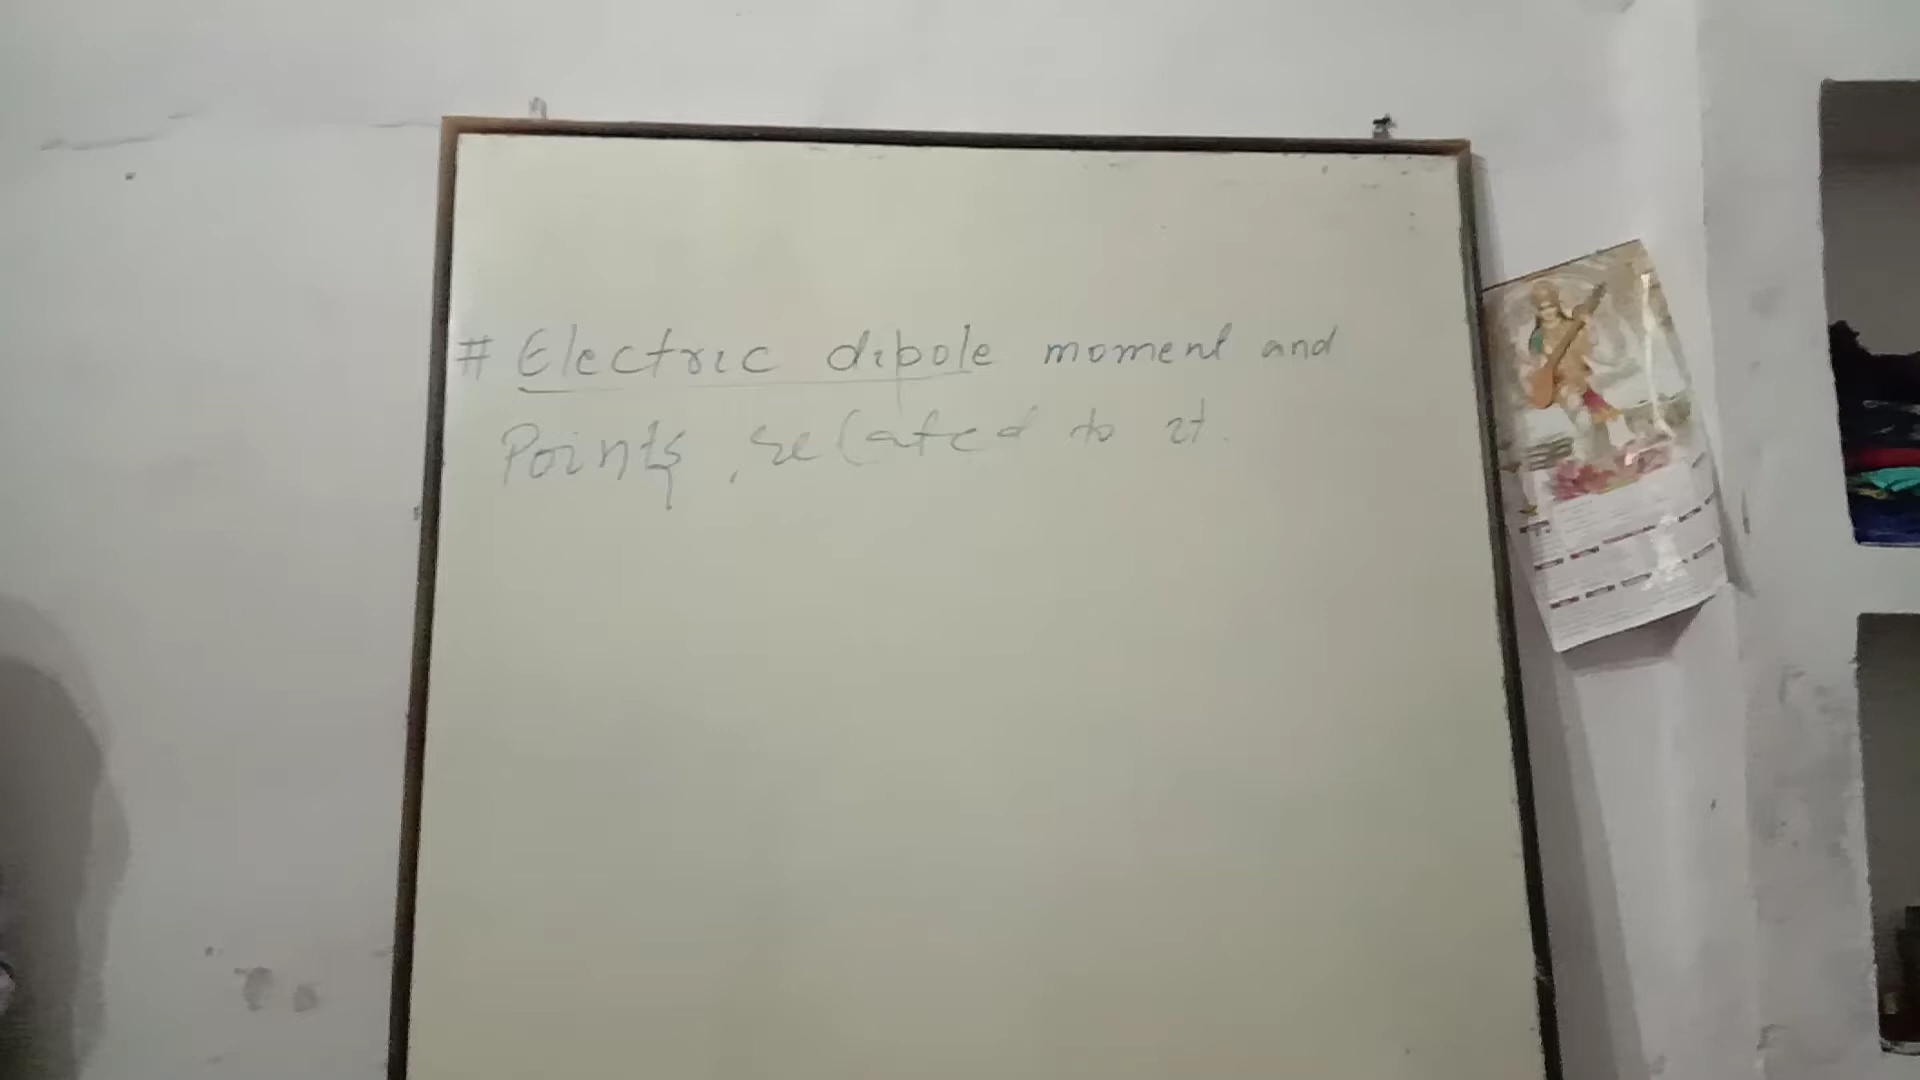 # Electric dipole moment and
Points, related to it.